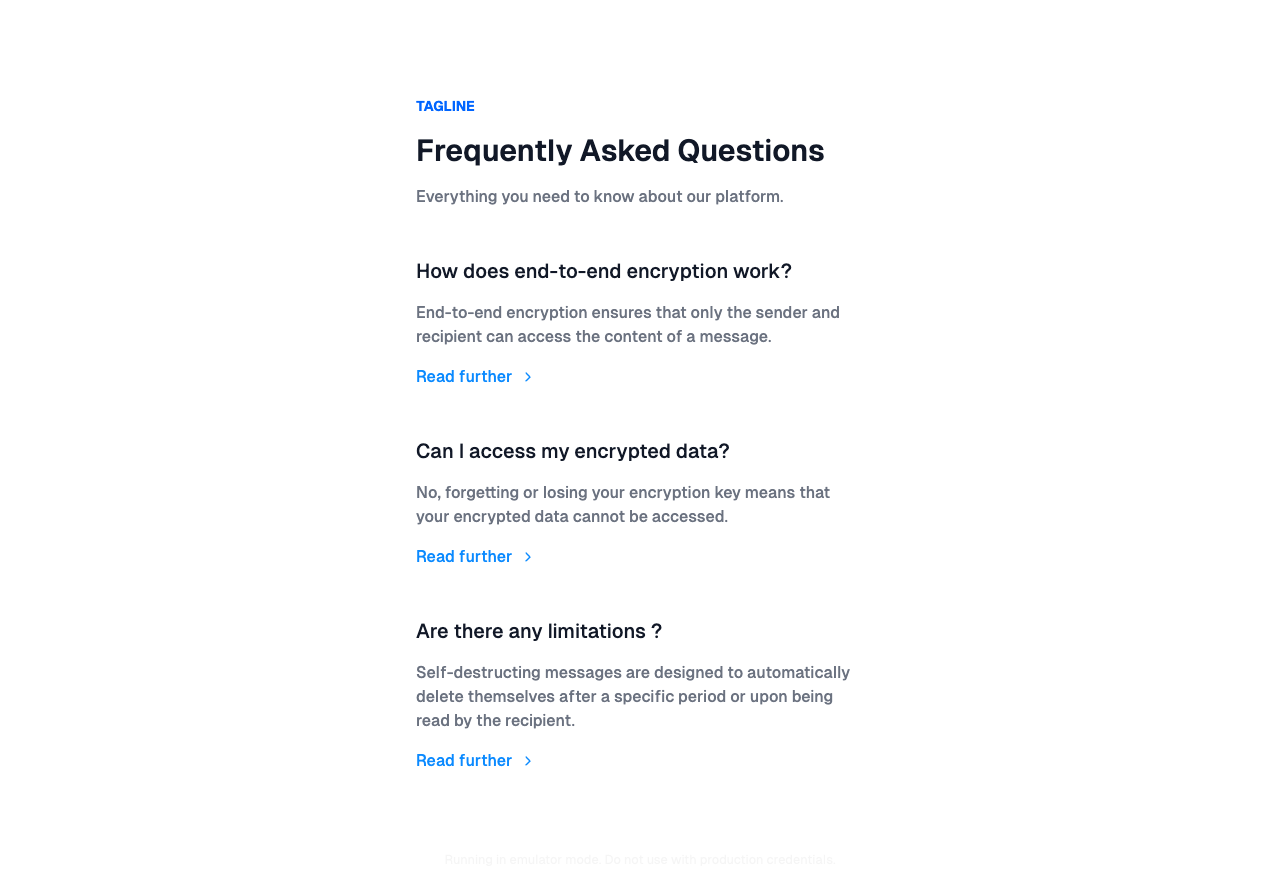 TAGLINE
Frequently Asked Questions
Everything you need to know about our platform.
How does end-to-end encryption work?
End-to-end encryption ensures that only the sender and
recipient can access the content of a message.
Read further
Can I access my encrypted data?
No, forgetting or losing your encryption key means that
your encrypted data cannot be accessed.
Read further
Are there any limitations ?
Self-destructing messages are designed to automatically
delete themselves after a specific period or upon being
read by the recipient.
Read further
Running in emulator mode. Do not use with production credentials.